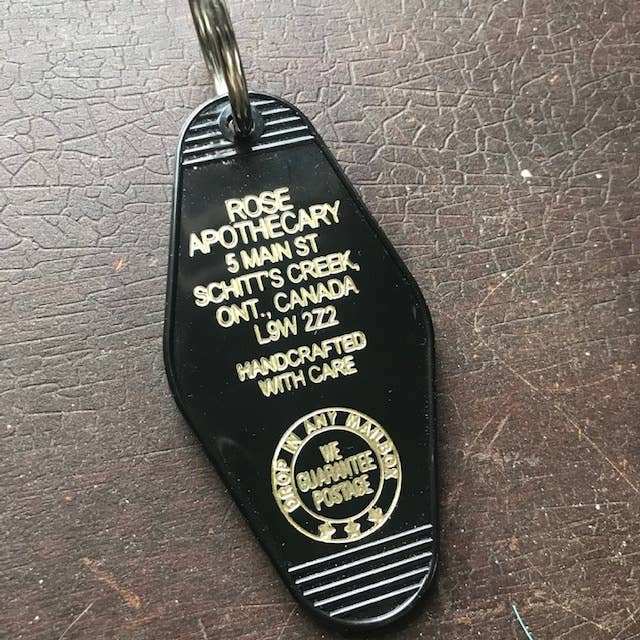 ROSE
APOTHECARY
5 MAIN ST
SCHITT'S CREEK,
ONT., CANADA
L9W 2Z2
HANDCRAFTED
WITH CARE
DROP IN ANY MAILBOX
WE
GUARANTEE
POSTAGE